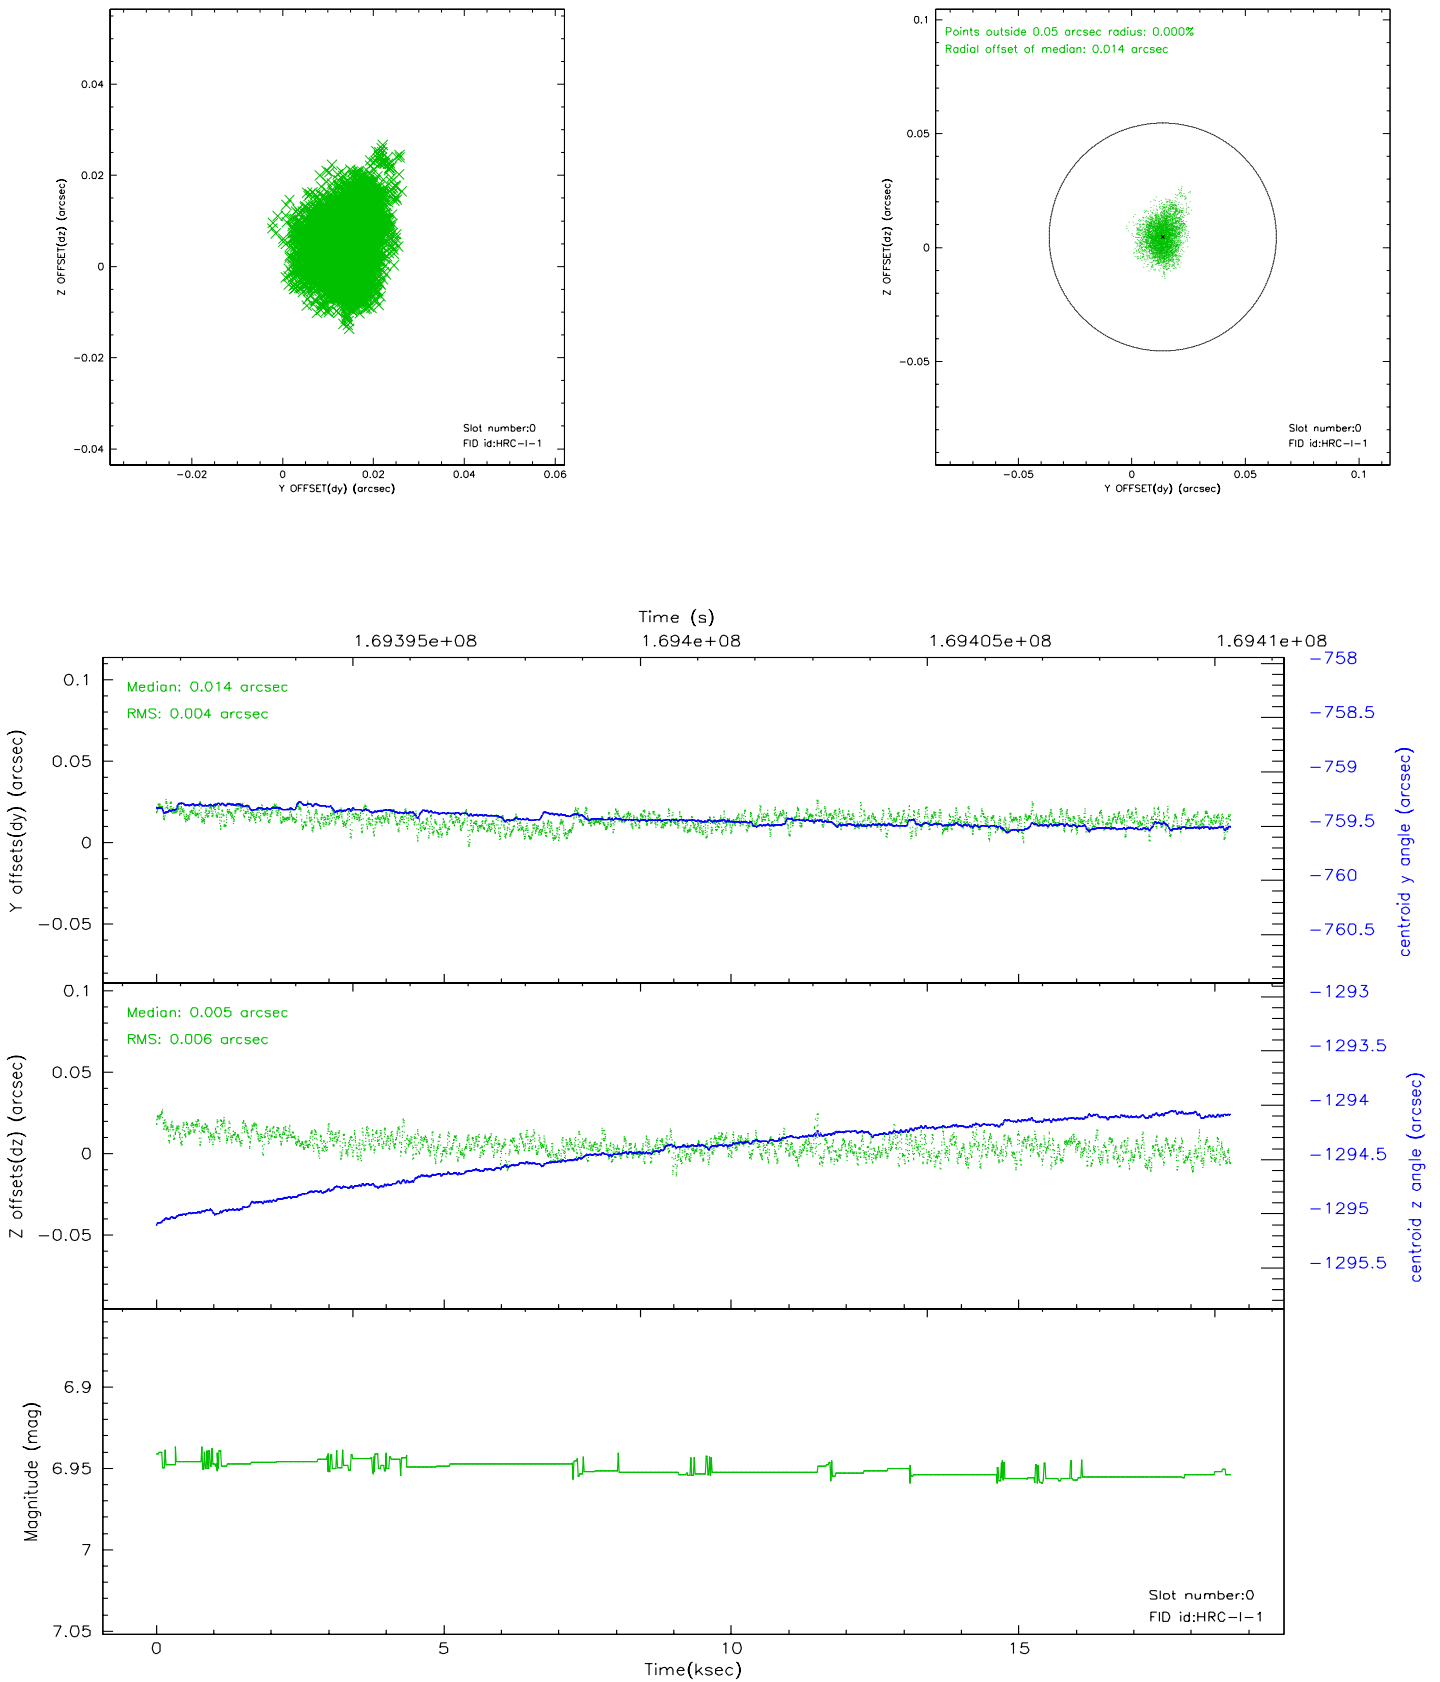 0.04
0.02
0
−0.02
−0.04
Z OFFSET(dz) (arcsec)
Slot number:0
FID id:HRC−I−1
−0.02 0 0.02 0.04 0.06
Y OFFSET(dy) (arcsec)
0.1
0.05
0
−0.05
Z OFFSET(dz) (arcsec)
Points outside 0.05 arcsec radius: 0.000%
Radial offset of median: 0.014 arcsec
Slot number:0
FID id:HRC−I−1
−0.05 0 0.05 0.1
Y OFFSET(dy) (arcsec)
Time (s)
1.69395e+08 1.694e+08 1.69405e+08 1.6941e+08
0.1
0.05
0
−0.05
Y offsets(dy) (arcsec)
Median: 0.014 arcsec
RMS: 0.004 arcsec
−758
−758.5
−759
−759.5
−760
−760.5
centroid y angle (arcsec)
0.1
0.05
0
−0.05
Z offsets(dz) (arcsec)
Median: 0.005 arcsec
RMS: 0.006 arcsec
−1293
−1293.5
−1294
−1294.5
−1295
−1295.5
centroid z angle (arcsec)
6.9
6.95
7
7.05
Magnitude (mag)
Slot number:0
FID id:HRC−I−1
0 5 10 15
Time(ksec)